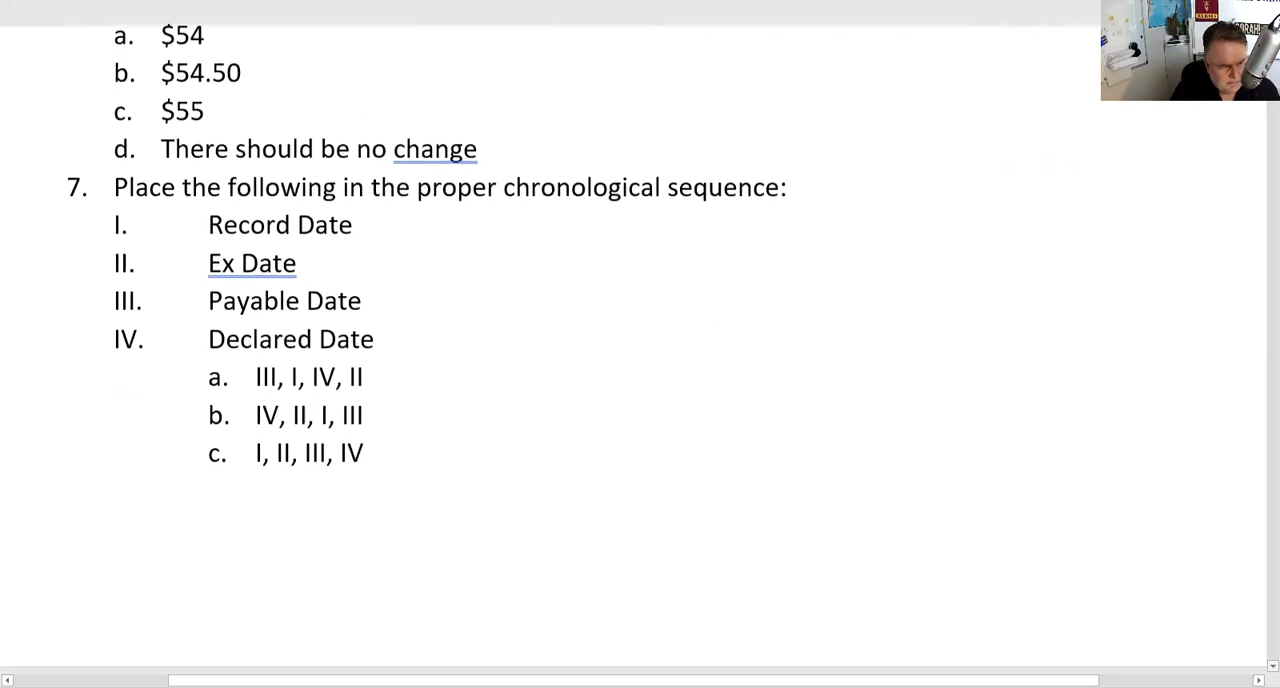 a. $54
b. $54.50
c. $55
d. There should be no change
7. Place the following in the proper chronological sequence:
I. Record Date
II. Ex Date
III. Payable Date
IV. Declared Date
a. III, I, IV, II
b. IV, II, I, III
c. I, II, III, IV